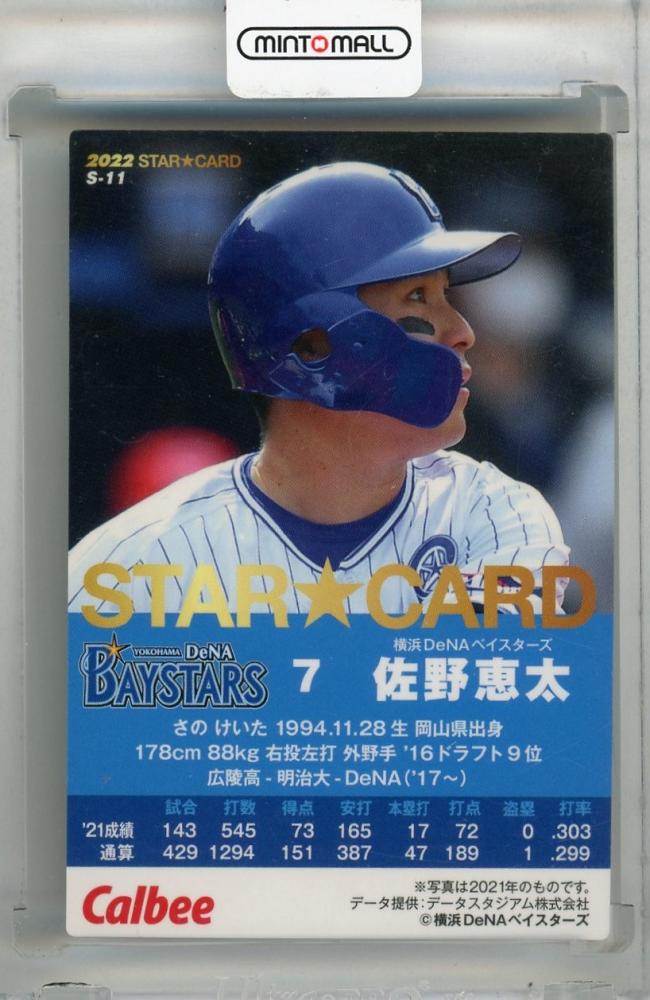 MINTMALL
2022 STAR★CARD
S-11
STAR★CARD
横浜DeNAベイスターズ
YOKOHAMA DeNA
BAYSTARS
7 佐野恵太
さの けいた 1994.11.28生 岡山県出身
178cm 88kg 右投左打 外野手 '16ドラフト9位
広陵高-明治大-DeNA('17〜)
試合 打数 得点 安打 本塁打 打点 盗塁 打率
'21成績 143 545 73 165 17 72 0 .303
通算 429 1294 151 387 47 189 1 .299
Calbee
※写真は2021年のものです。
データ提供:データスタジアム株式会社
©横浜DeNAベイスターズ